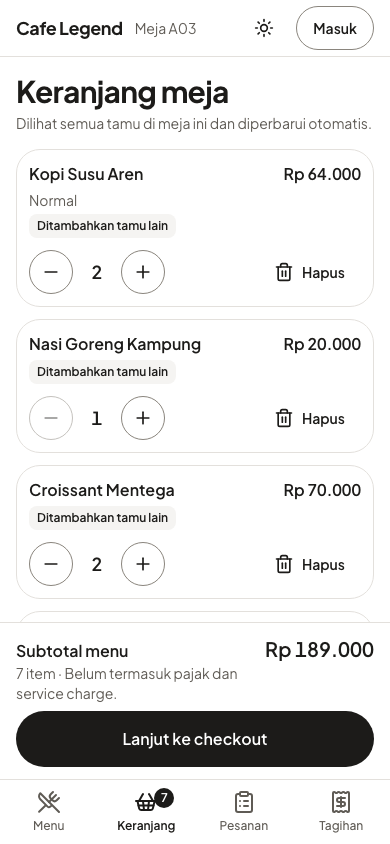 Cafe Legend Meja A03 Masuk
Keranjang meja
Dilihat semua tamu di meja ini dan diperbarui otomatis.
Kopi Susu Aren Rp 64.000
Normal
Ditambahkan tamu lain
2 Hapus
Nasi Goreng Kampung Rp 20.000
Ditambahkan tamu lain
1 Hapus
Croissant Mentega Rp 70.000
Ditambahkan tamu lain
2 Hapus
Subtotal menu Rp 189.000
7 item · Belum termasuk pajak dan
service charge.
Lanjut ke checkout
7
Menu Keranjang Pesanan Tagihan